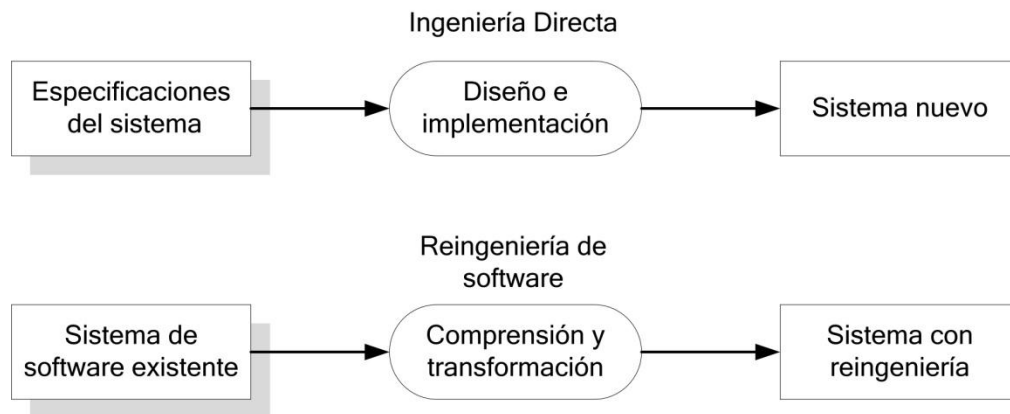 Ingeniería Directa
Especificaciones
del sistema
Diseño e
implementación
Sistema nuevo
Reingeniería de
software
Sistema de
software existente
Comprensión y
transformación
Sistema con
reingeniería